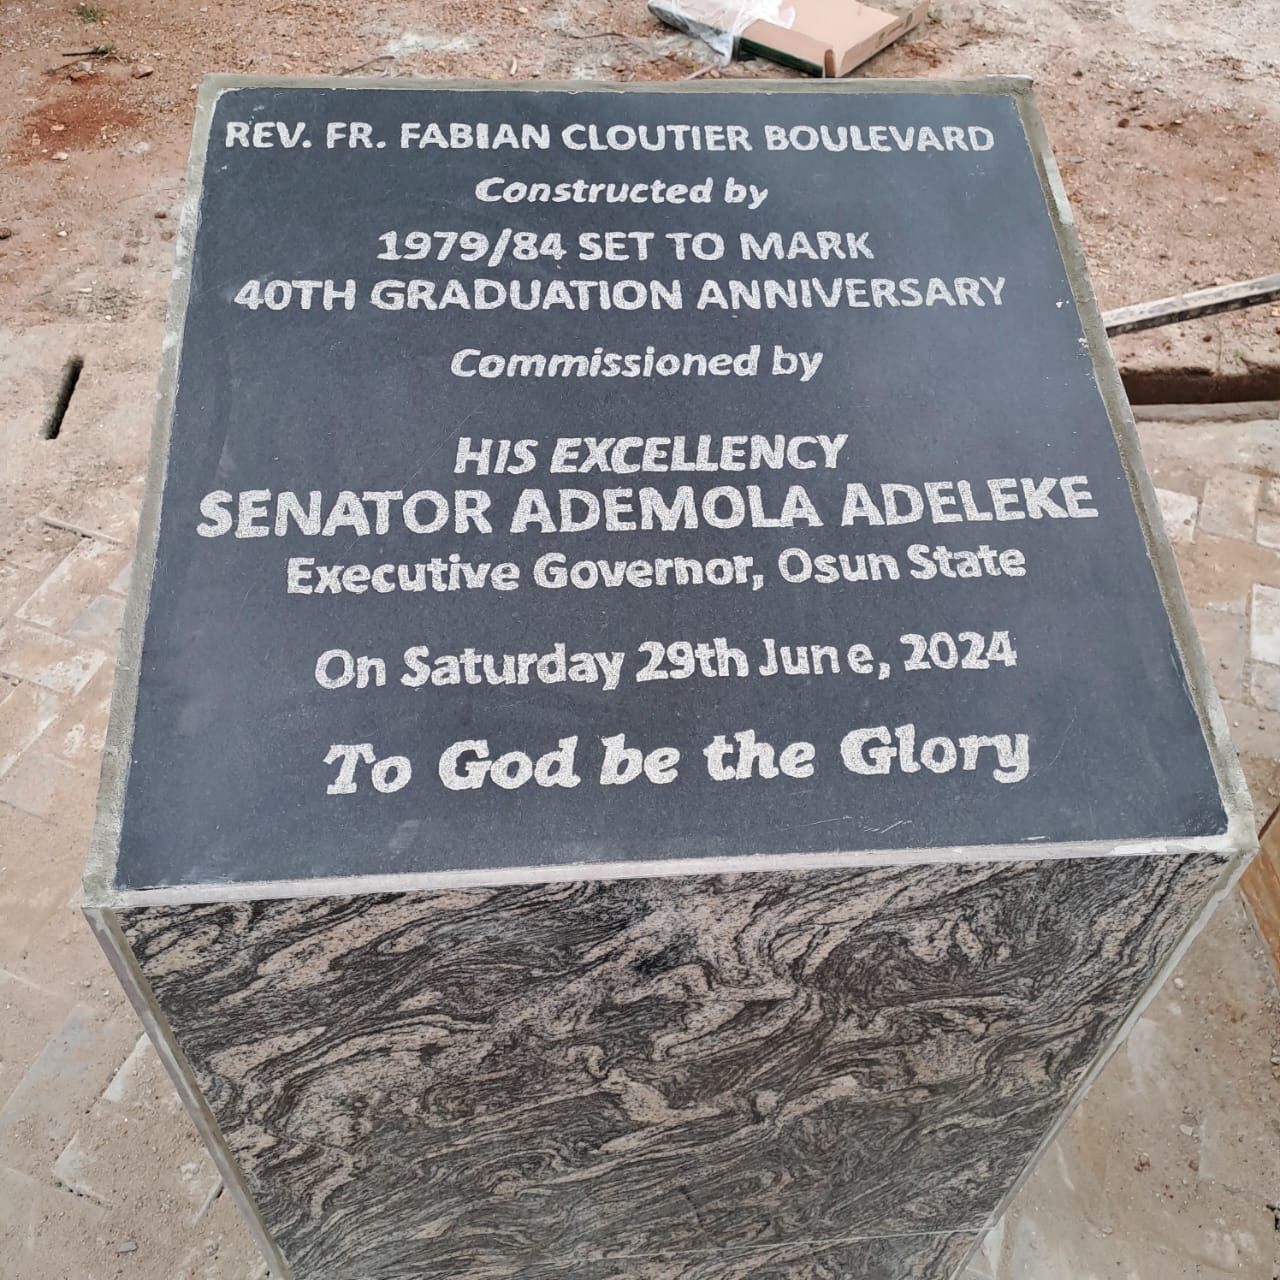 REV. FR. FABIAN CLOUTIER BOULEVARD
Constructed by
1979/84 SET TO MARK
40TH GRADUATION ANNIVERSARY
Commissioned by
HIS EXCELLENCY
SENATOR ADEMOLA ADELEKE
Executive Governor, Osun State
On Saturday 29th June, 2024
To God be the Glory